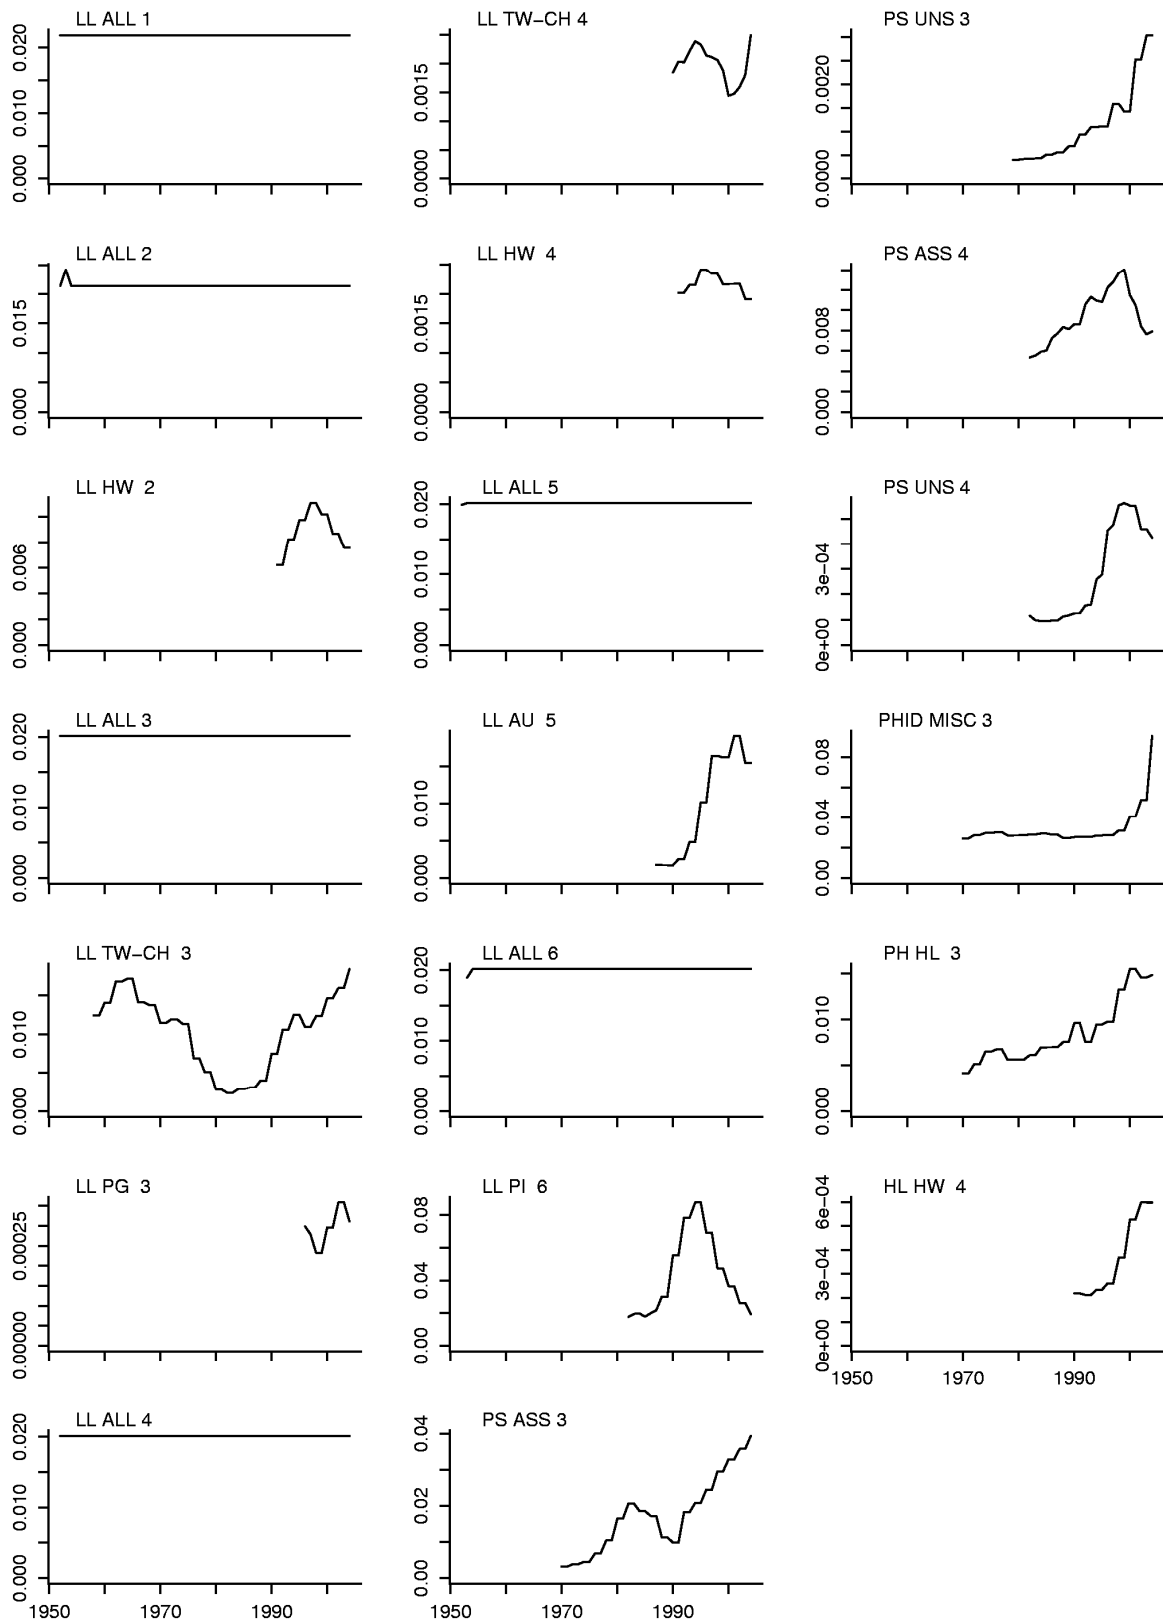 LL ALL 1
0.020
0.010
0.000
LL TW−CH 4
0.0015
0.0000
PS UNS 3
0.0020
0.0000
LL ALL 2
0.015
0.000
LL HW 4
0.0015
0.0000
PS ASS 4
0.008
0.000
LL HW 2
0.006
0.000
LL ALL 5
0.020
0.010
0.000
PS UNS 4
3e−04
0e+00
LL ALL 3
0.020
0.010
0.000
LL AU 5
0.010
0.000
PHID MISC 3
0.08
0.04
0.00
LL TW−CH 3
0.010
0.000
LL ALL 6
0.020
0.010
0.000
PH HL 3
0.010
0.000
LL PG 3
0.00025
0.00000
LL PI 6
0.08
0.04
0.00
HL HW 4
6e−04
3e−04
0e+00
1950 1970 1990
LL ALL 4
0.020
0.010
0.000
1950 1970 1990
PS ASS 3
0.04
0.02
0.00
1950 1970 1990